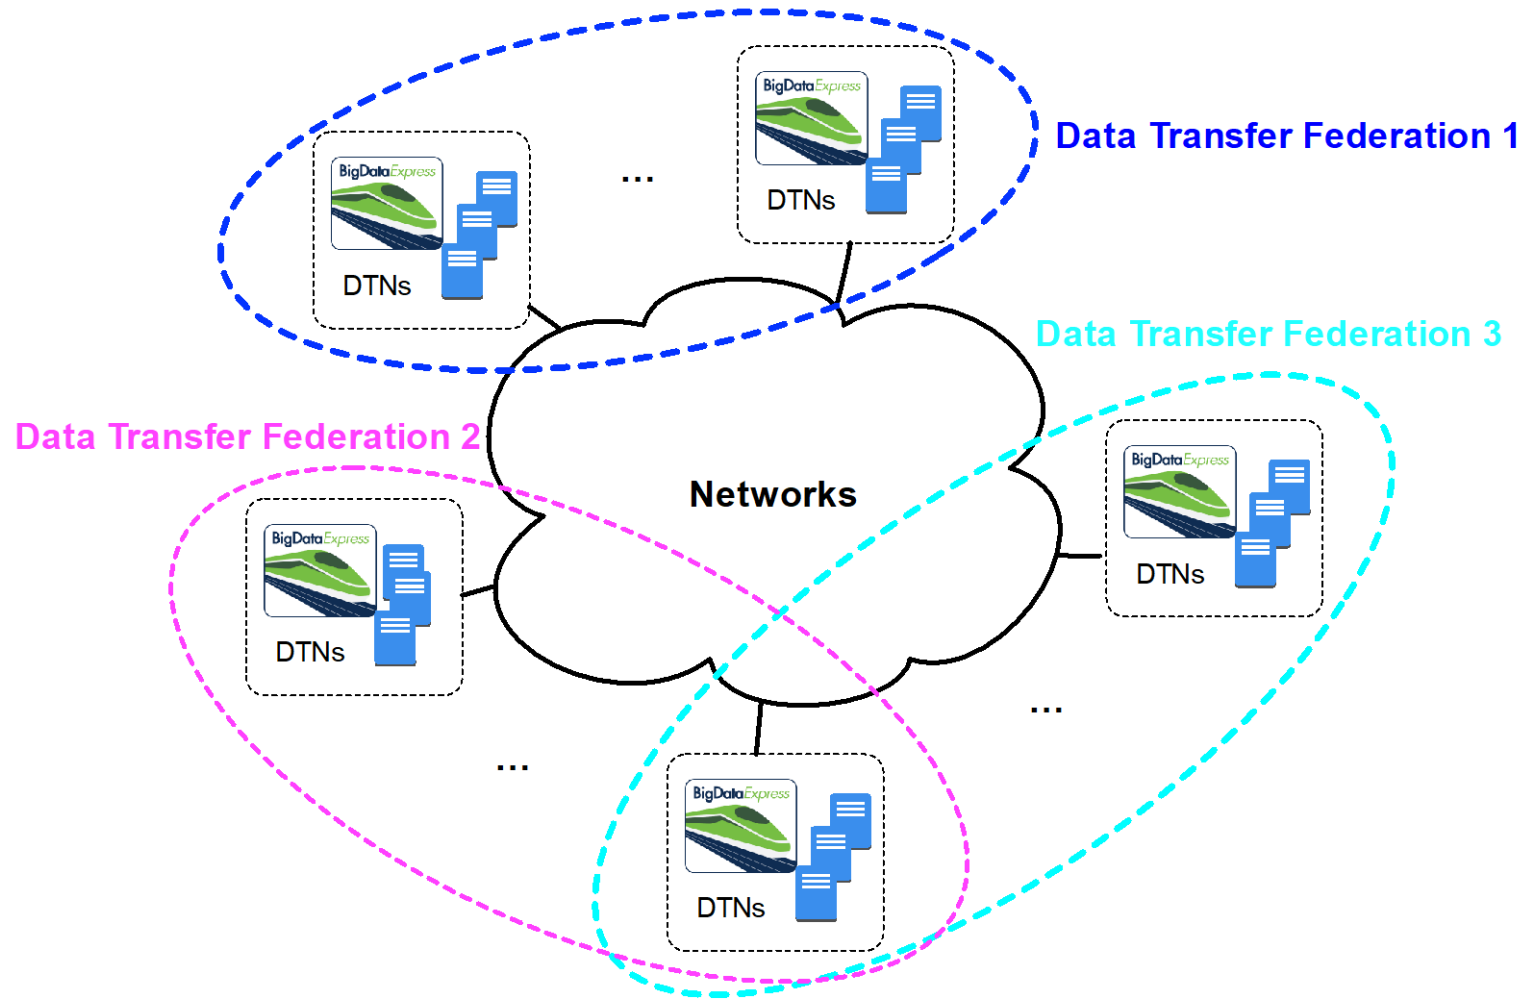 BigDataExpress
Data Transfer Federation 1
BigDataExpress
...
DTNs
DTNs
Data Transfer Federation 3
Data Transfer Federation 2
BigDataExpress
Networks
BigDataExpress
DTNs
DTNs
...
...
BigDataExpress
DTNs